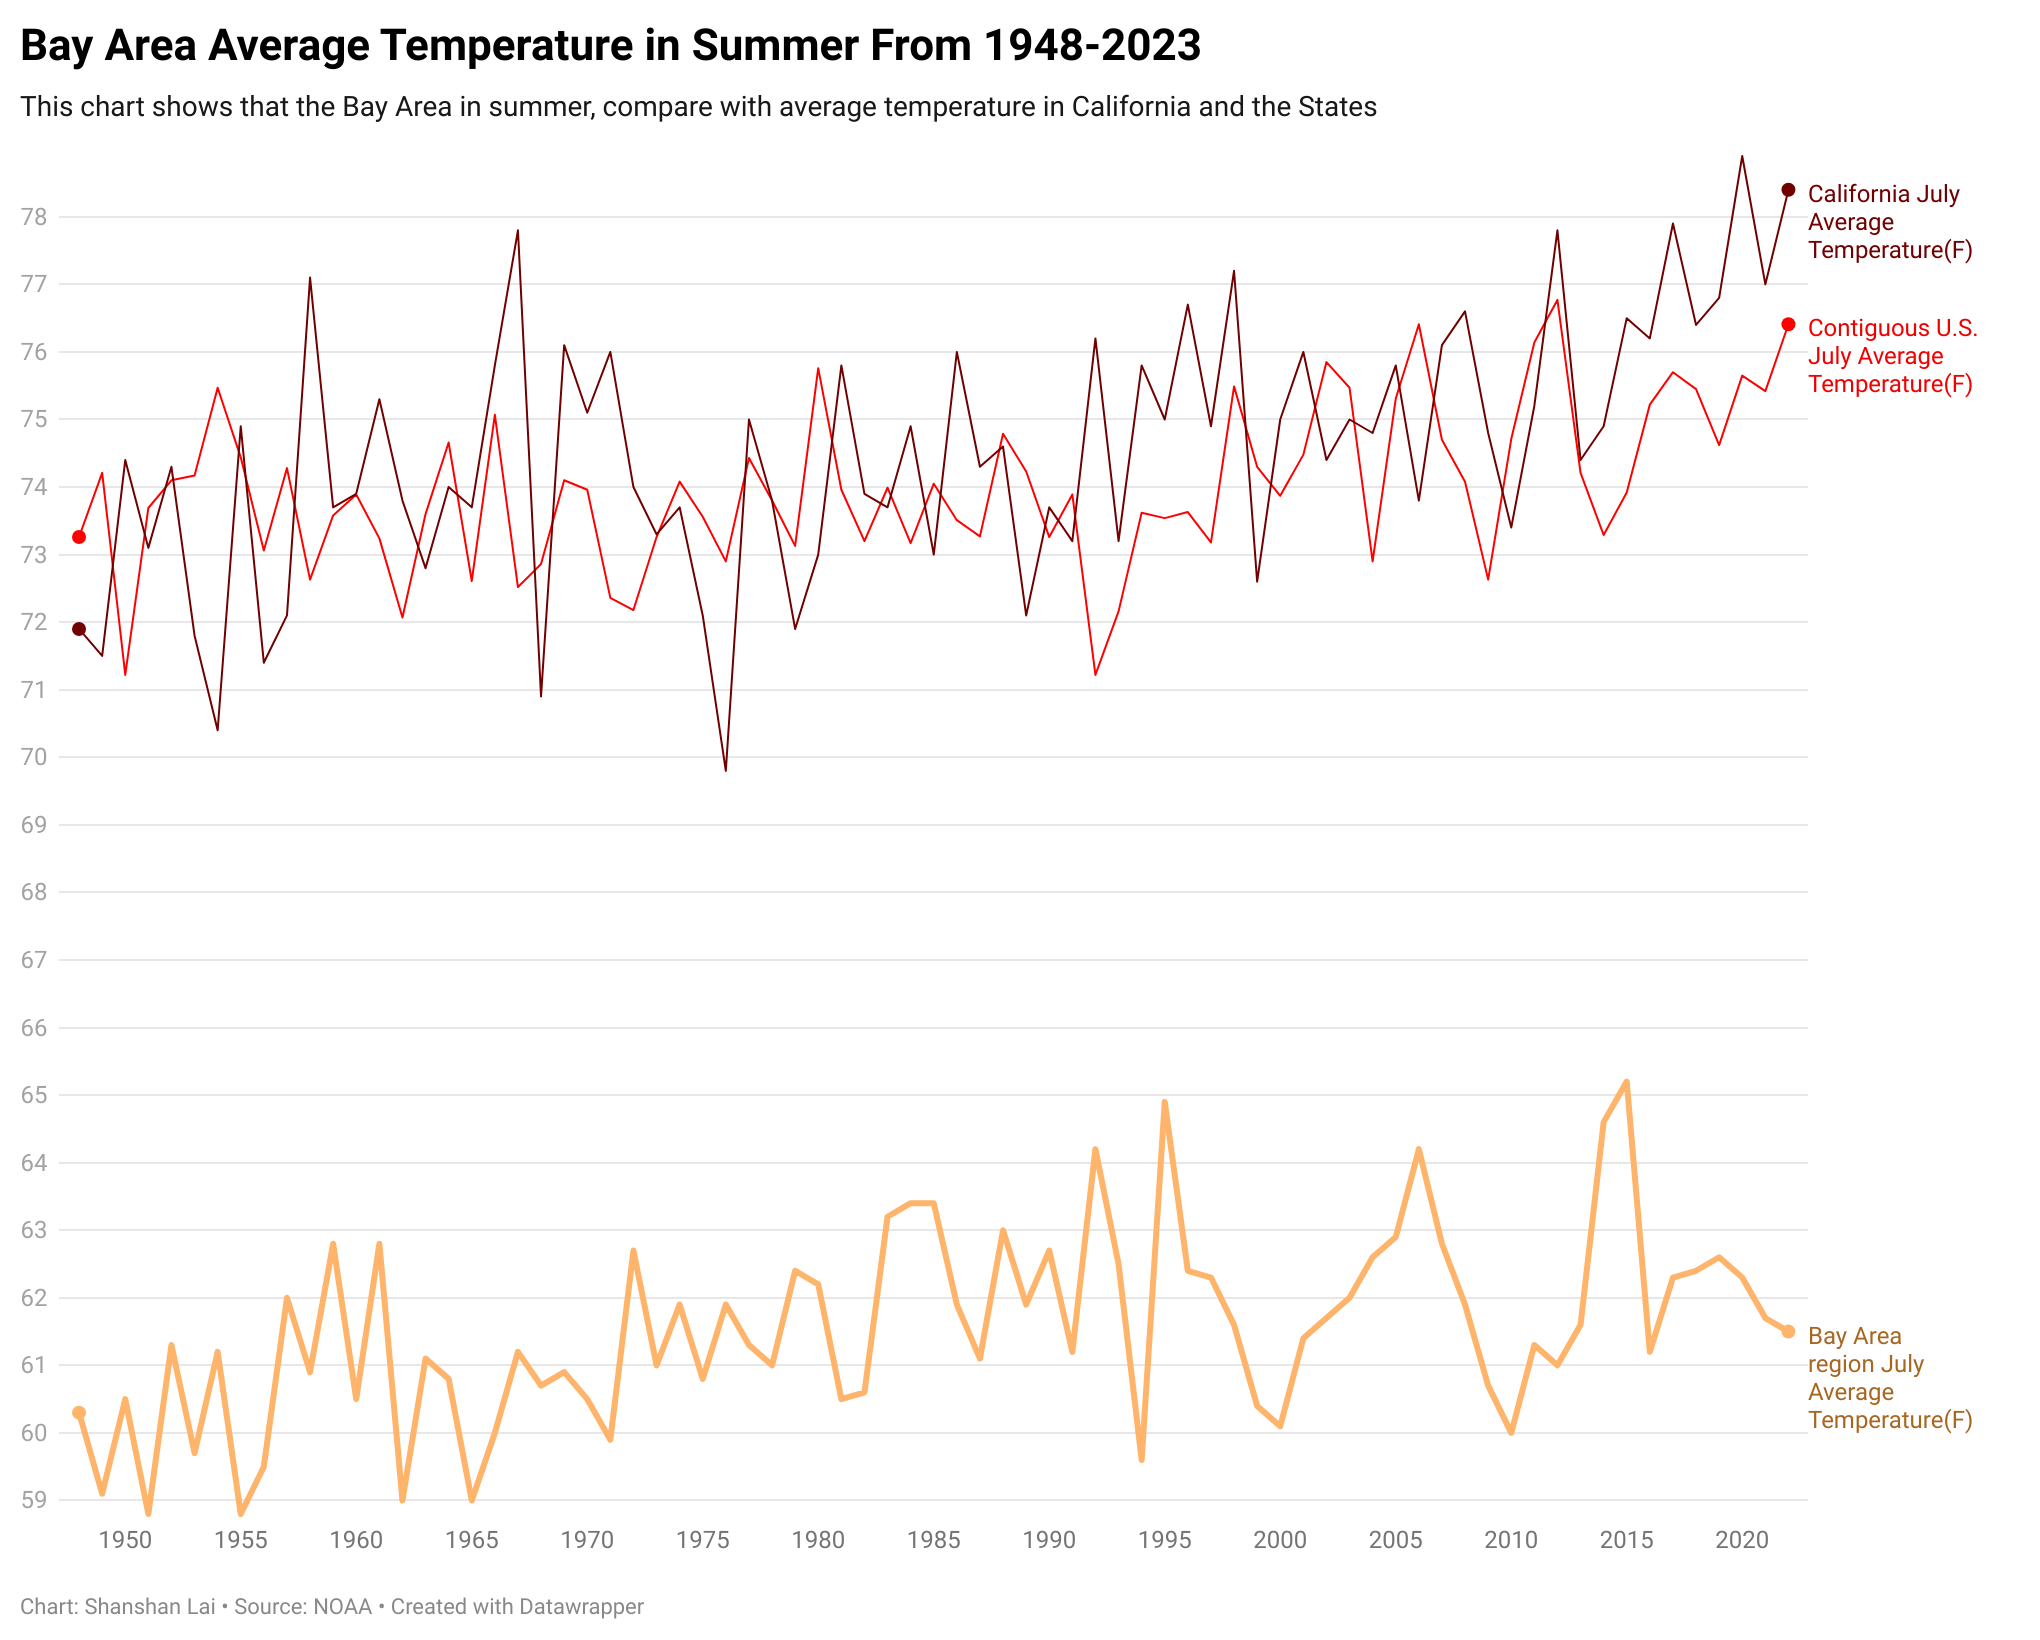 Bay Area Average Temperature in Summer From 1948-2023
This chart shows that the Bay Area in summer, compare with average temperature in California and the States
78
77
76
75
74
73
72
71
70
69
68
67
66
65
64
63
62
61
60
59
California July
Average
Temperature(F)
Contiguous U.S.
July Average
Temperature(F)
Bay Area
region July
Average
Temperature(F)
1950 1955 1960 1965 1970 1975 1980 1985 1990 1995 2000 2005 2010 2015 2020
Chart: Shanshan Lai • Source: NOAA • Created with Datawrapper